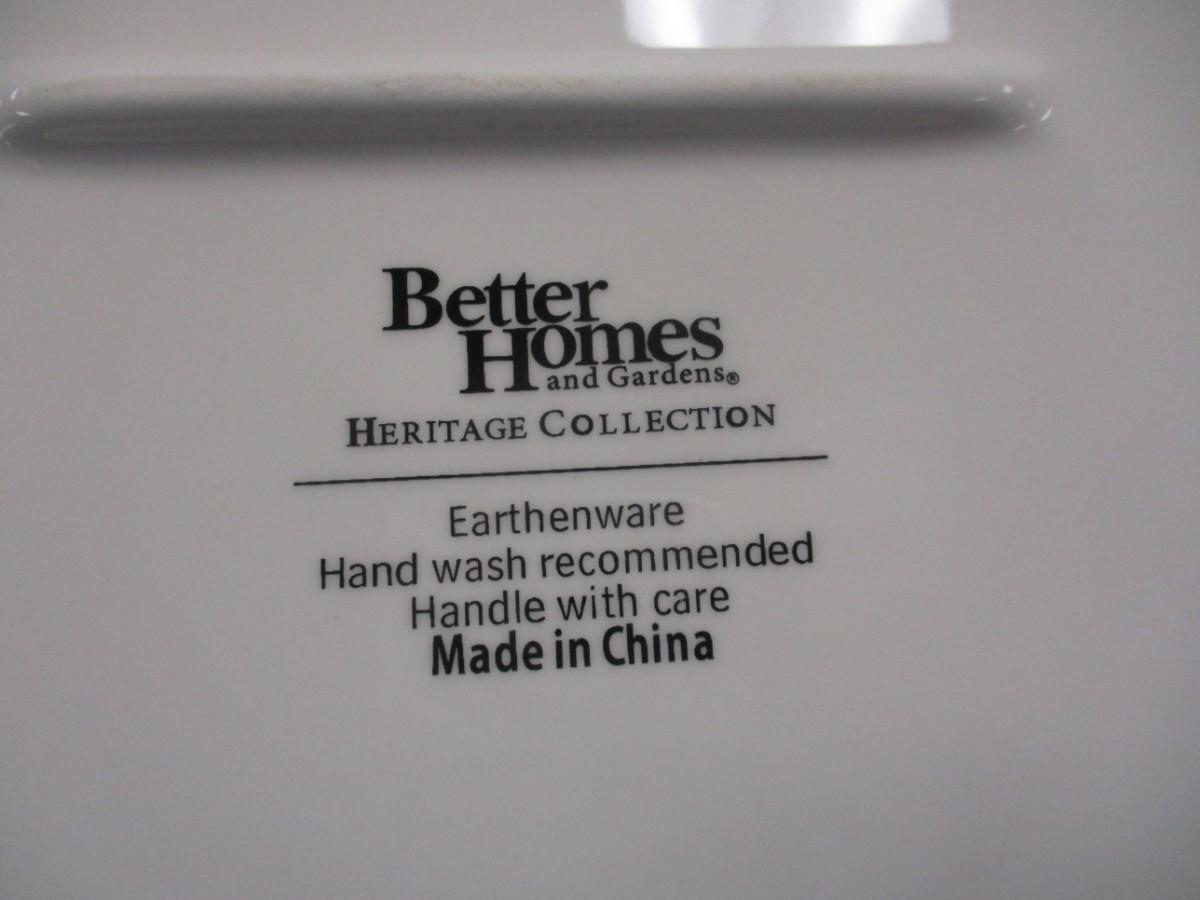 Better
Homes
and Gardens®
HERITAGE COLLECTION
Earthenware
Hand wash recommended
Handle with care
Made in China